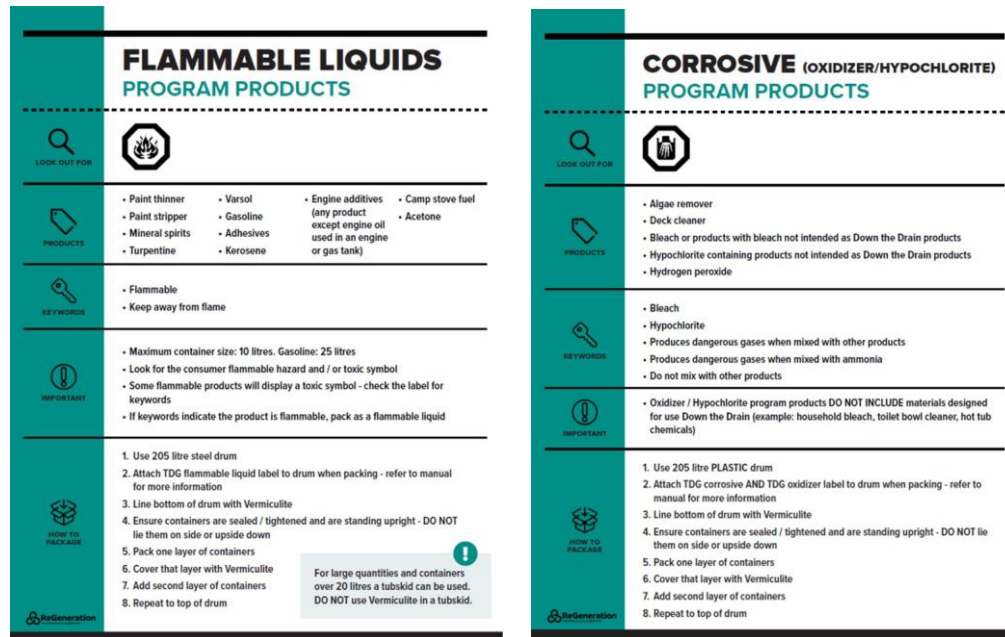 FLAMMABLE LIQUIDS
PROGRAM PRODUCTS
LOOK OUT FOR
PRODUCTS
• Paint thinner
• Paint stripper
• Mineral spirits
• Turpentine
• Varsol
• Gasoline
• Adhesives
• Kerosene
• Engine additives
(any product
except engine oil
used in an engine
or gas tank)
• Camp stove fuel
• Acetone
KEYWORDS
• Flammable
• Keep away from flame
IMPORTANT
• Maximum container size: 10 litres. Gasoline: 25 litres
• Look for the consumer flammable hazard and / or toxic symbol
• Some flammable products will display a toxic symbol - check the label for
keywords
• If keywords indicate the product is flammable, pack as a flammable liquid
HOW TO
PACKAGE
1. Use 205 litre steel drum
2. Attach TDG flammable liquid label to drum when packing - refer to manual
for more information
3. Line bottom of drum with Vermiculite
4. Ensure containers are sealed / tightened and are standing upright - DO NOT
lie them on side or upside down
5. Pack one layer of containers
6. Cover that layer with Vermiculite
7. Add second layer of containers
8. Repeat to top of drum
!
For large quantities and containers
over 20 litres a tubskid can be used.
DO NOT use Vermiculite in a tubskid.
ReGeneration
CORROSIVE (OXIDIZER/HYPOCHLORITE)
PROGRAM PRODUCTS
LOOK OUT FOR
PRODUCTS
• Algae remover
• Deck cleaner
• Bleach or products with bleach not intended as Down the Drain products
• Hypochlorite containing products not intended as Down the Drain products
• Hydrogen peroxide
KEYWORDS
• Bleach
• Hypochlorite
• Produces dangerous gases when mixed with other products
• Produces dangerous gases when mixed with ammonia
• Do not mix with other products
IMPORTANT
• Oxidizer / Hypochlorite program products DO NOT INCLUDE materials designed
for use Down the Drain (example: household bleach, toilet bowl cleaner, hot tub
chemicals)
HOW TO
PACKAGE
1. Use 205 litre PLASTIC drum
2. Attach TDG corrosive AND TDG oxidizer label to drum when packing - refer to
manual for more information
3. Line bottom of drum with Vermiculite
4. Ensure containers are sealed / tightened and are standing upright - DO NOT lie
them on side or upside down
5. Pack one layer of containers
6. Cover that layer with Vermiculite
7. Add second layer of containers
8. Repeat to top of drum
ReGeneration